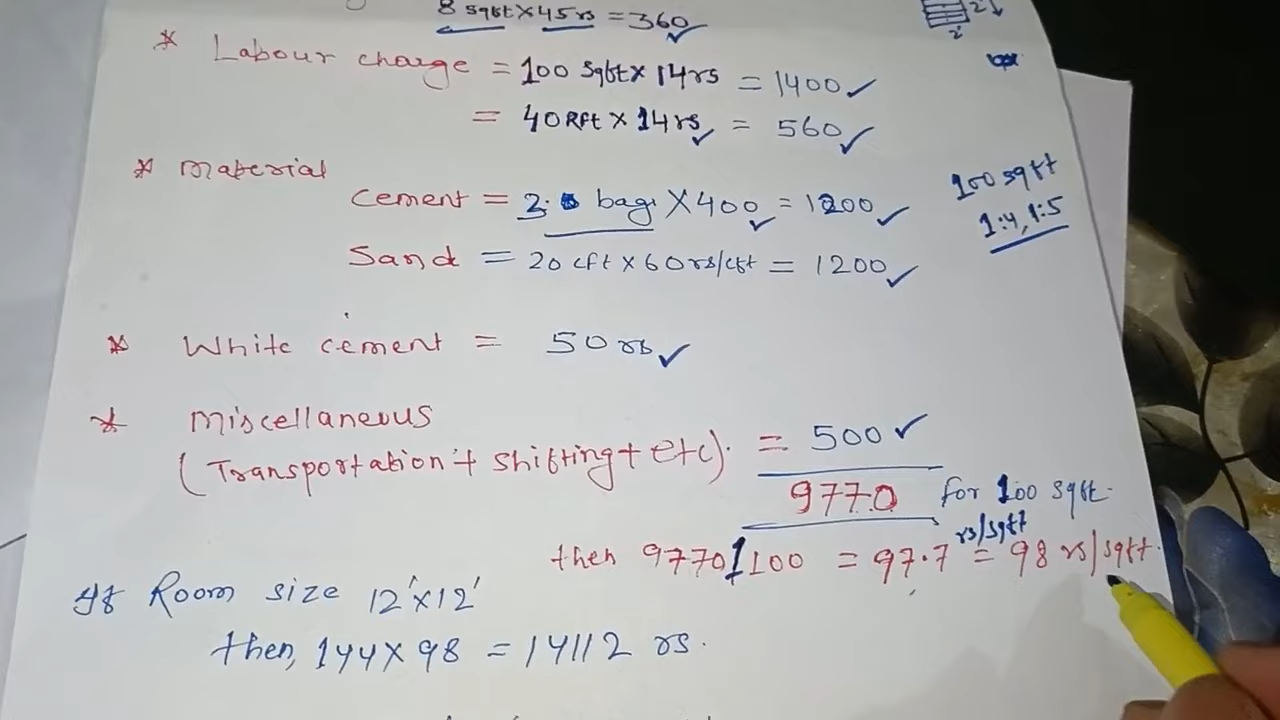 8 sqft × 45 rs = 360
2'
2'
* Labour charge = 100 sqft × 14 rs = 1400
= 40 Rft × 14 rs = 560
* Material
100 sqft
1:4, 1:5
Cement = 3 bag × 400 = 1200
Sand = 20 cft × 60 rs/cft = 1200
* White cement = 50 rs
* Miscellaneous
(Transportation + Shifting + etc). = 500
9770 for 100 sqft.
then 9770/100 = 97.7 rs/sqft = 98 rs/sqft.
If Room size 12'×12'
then, 144×98 = 14112 rs.